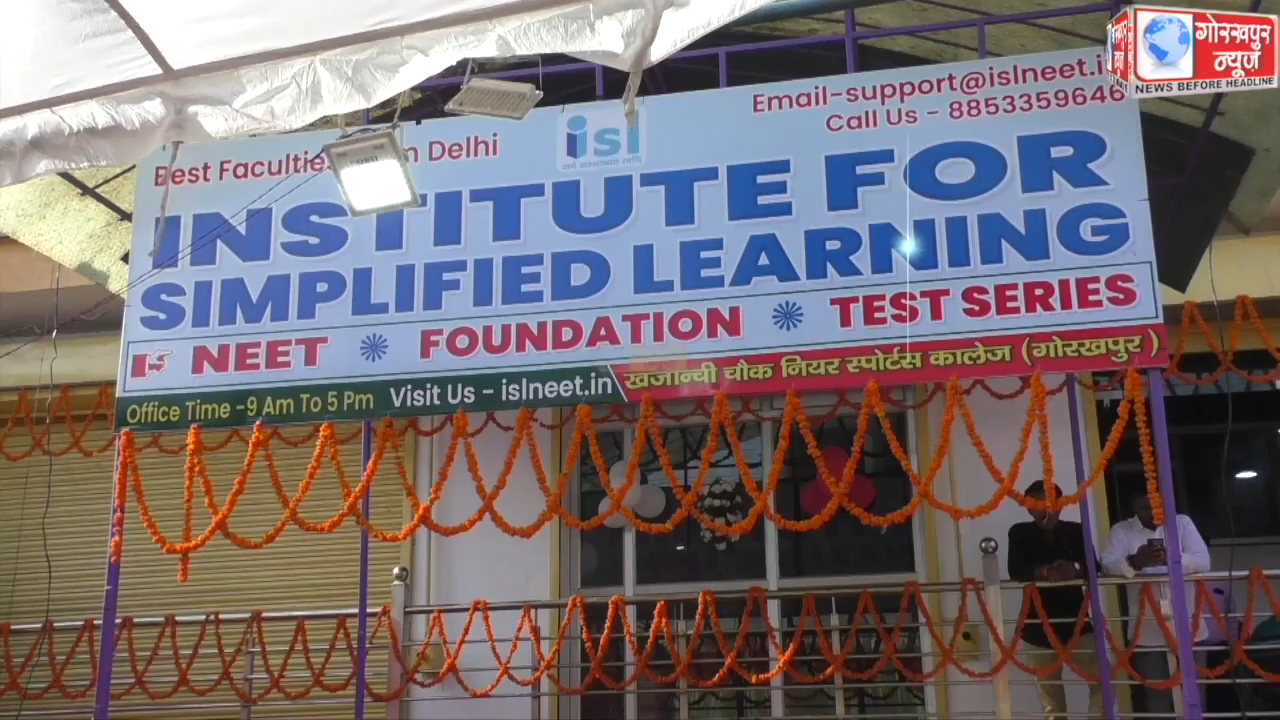 Best Faculties Delhi
isl
Email-support@islneet.i
Call Us - 8853359646
INSTITUTE FOR
SIMPLIFIED LEARNING
NEET FOUNDATION TEST SERIES
Office Time -9 Am To 5 Pm
Visit Us - islneet.in
खजान्ची चौक नियर स्पोर्टस कालेज (गोरखपुर)
गोरखपुर
न्यूज़
NEWS BEFORE HEADLINE